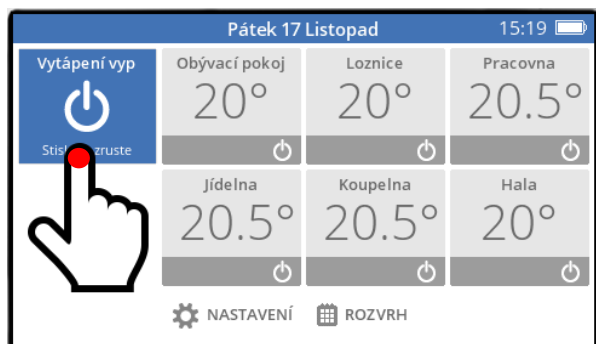 Pátek 17 Listopad 15:19
Vytápení vyp
Obývací pokoj
20°
Loznice
20°
Pracovna
20.5°
zruste
Jídelna
20.5°
Koupelna
20.5°
Hala
20°
NASTAVENÍ
ROZVRH